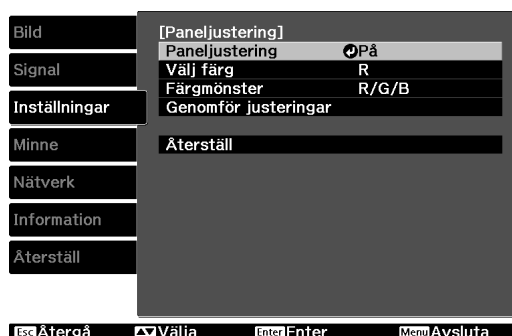 Bild
Signal
Inställningar
Minne
Nätverk
Information
Återställ
[Paneljustering]
Paneljustering På
Välj färg R
Färgmönster R/G/B
Genomför justeringar
Återställ
Esc Återgå Välja Enter Enter Menu Avsluta